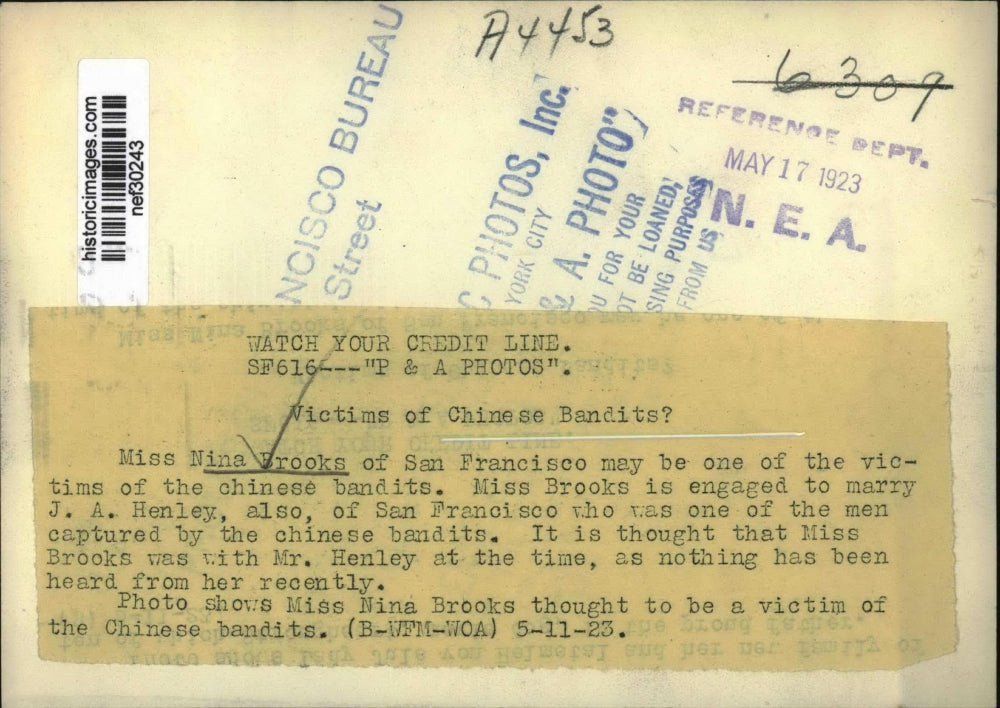 A4453
6309
historicimages.com
nef30243
NCISCO BUREAU
Street
C PHOTOS, Inc.
YORK CITY
& A. PHOTO"
U FOR YOUR
OT BE LOANED,
SING PURPOSES
FROM US
REFERENCE DEPT.
MAY 17 1923
N. E. A.
WATCH YOUR CREDIT LINE.
SF616---"P & A PHOTOS".
Victims of Chinese Bandits?
Miss Nina Brooks of San Francisco may be one of the vic-
tims of the chinese bandits. Miss Brooks is engaged to marry
J. A. Henley, also, of San Francisco who was one of the men
captured by the chinese bandits. It is thought that Miss
Brooks was with Mr. Henley at the time, as nothing has been
heard from her recently.
Photo shows Miss Nina Brooks thought to be a victim of
the Chinese bandits. (B-WFM-WOA) 5-11-23.